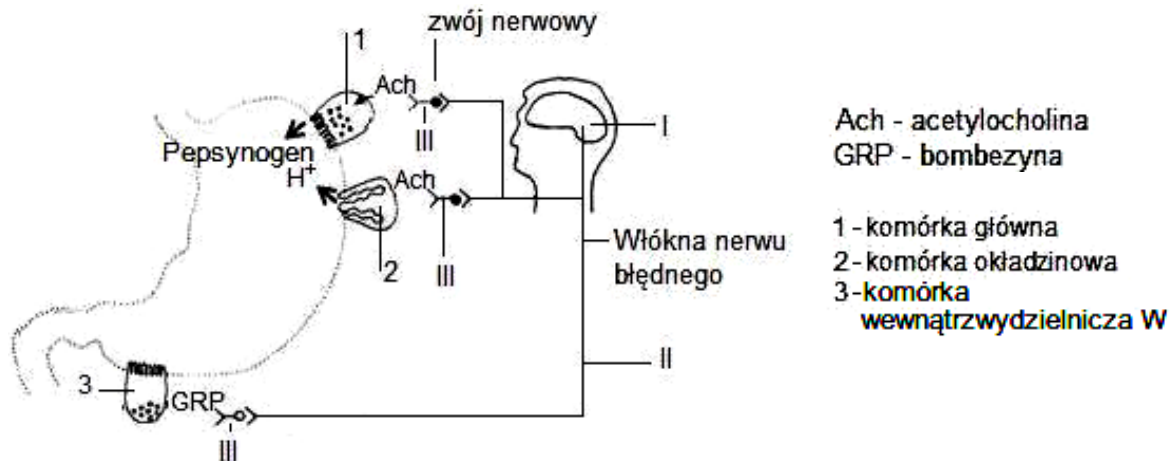 zwój nerwowy
1
Ach
III
I
Pepsynogen
H+
Ach
2
III
Włókna nerwu
błędnego
II
3
GRP
III
Ach - acetylocholina
GRP - bombezyna
1 - komórka główna
2 - komórka okładzinowa
3 - komórka
wewnątrzwydzielnicza W